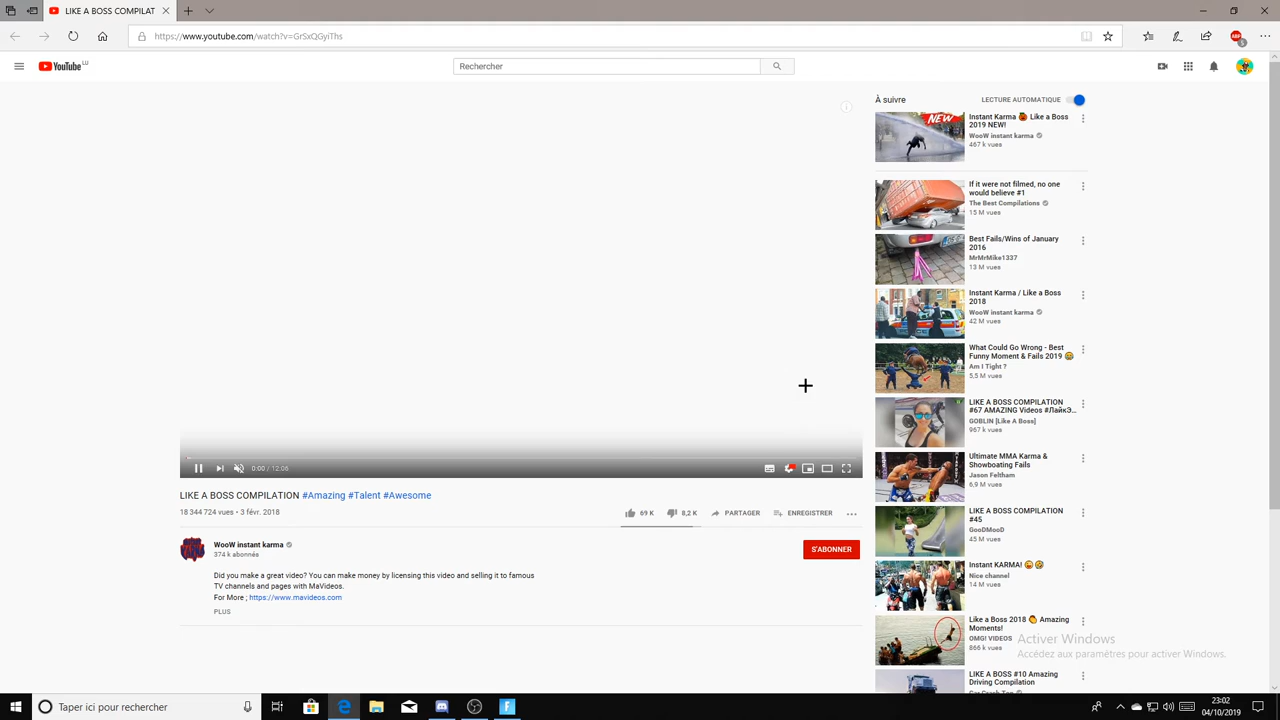 LIKE A BOSS COMPILAT
https://www.youtube.com/watch?v=GrSxQGyiThs
YouTube LU
Rechercher
À suivre
LECTURE AUTOMATIQUE
NEW
Instant Karma 🎃 Like a Boss
2019 NEW!
WooW instant karma
467 k vues
If it were not filmed, no one
would believe #1
The Best Compilations
15 M vues
Best Fails/Wins of January
2016
MrMrMike1337
13 M vues
Instant Karma / Like a Boss
2018
WooW instant karma
42 M vues
What Could Go Wrong - Best
Funny Moment & Fails 2019 😂
Am I Tight ?
5,5 M vues
LIKE A BOSS COMPILATION
#67 AMAZING Videos #ЛайкЭ...
GOBLIN [Like A Boss]
967 k vues
Ultimate MMA Karma &
Showboating Fails
Jason Feltham
6,9 M vues
LIKE A BOSS COMPILATION
#45
GooDMooD
45 M vues
Instant KARMA! 😜🤣
Nice channel
14 M vues
Like a Boss 2018 👏 Amazing
Moments!
OMG! VIDEOS
866 k vues
LIKE A BOSS #10 Amazing
Driving Compilation
0:00 / 12:06
LIKE A BOSS COMPILATION #Amazing #Talent #Awesome
18 344 724 vues • 3 févr. 2018
69 K
8,2 K
PARTAGER
ENREGISTRER
WooW instant karma
374 k abonnés
S'ABONNER
Did you make a great video? You can make money by licensing this video and selling it to famous
TV channels and pages with MaVideos.
For More ; https://www.mavideos.com
PLUS
Activer Windows
Accédez aux paramètres pour activer Windows.
Taper ici pour rechercher
23:02
04/10/2019